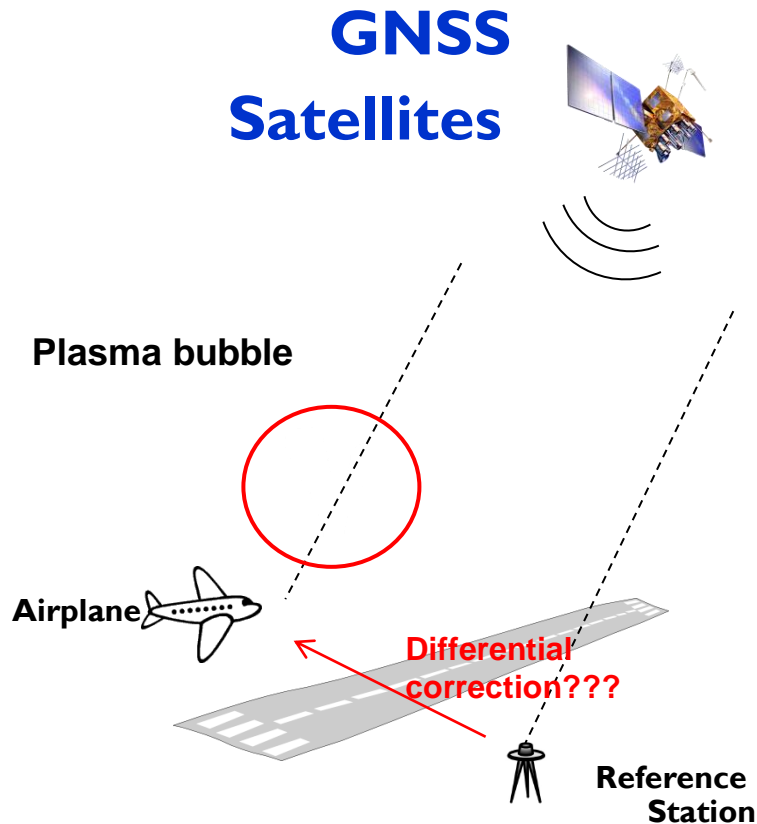 GNSS
Satellites
Plasma bubble
Airplane
Differential
correction???
Reference
Station